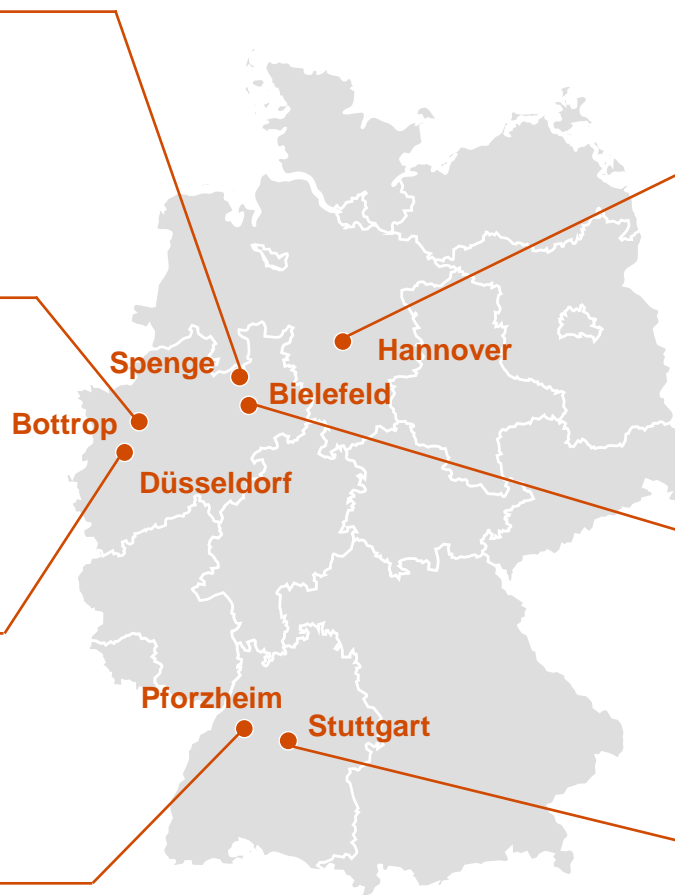 Hannover
Spenge
Bielefeld
Bottrop
Düsseldorf
Pforzheim
Stuttgart